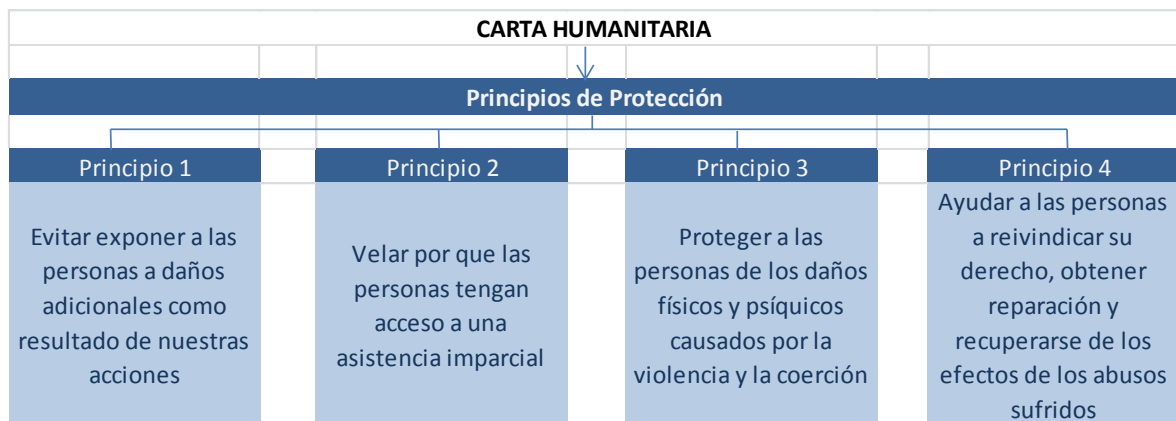 CARTA HUMANITARIA
Principios de Protección
Principio 1
Evitar exponer a las
personas a daños
adicionales como
resultado de nuestras
acciones
Principio 2
Velar por que las
personas tengan
acceso a una
asistencia imparcial
Principio 3
Proteger a las
personas de los daños
físicos y psíquicos
causados por la
violencia y la coerción
Principio 4
Ayudar a las personas
a reivindicar su
derecho, obtener
reparación y
recuperarse de los
efectos de los abusos
sufridos